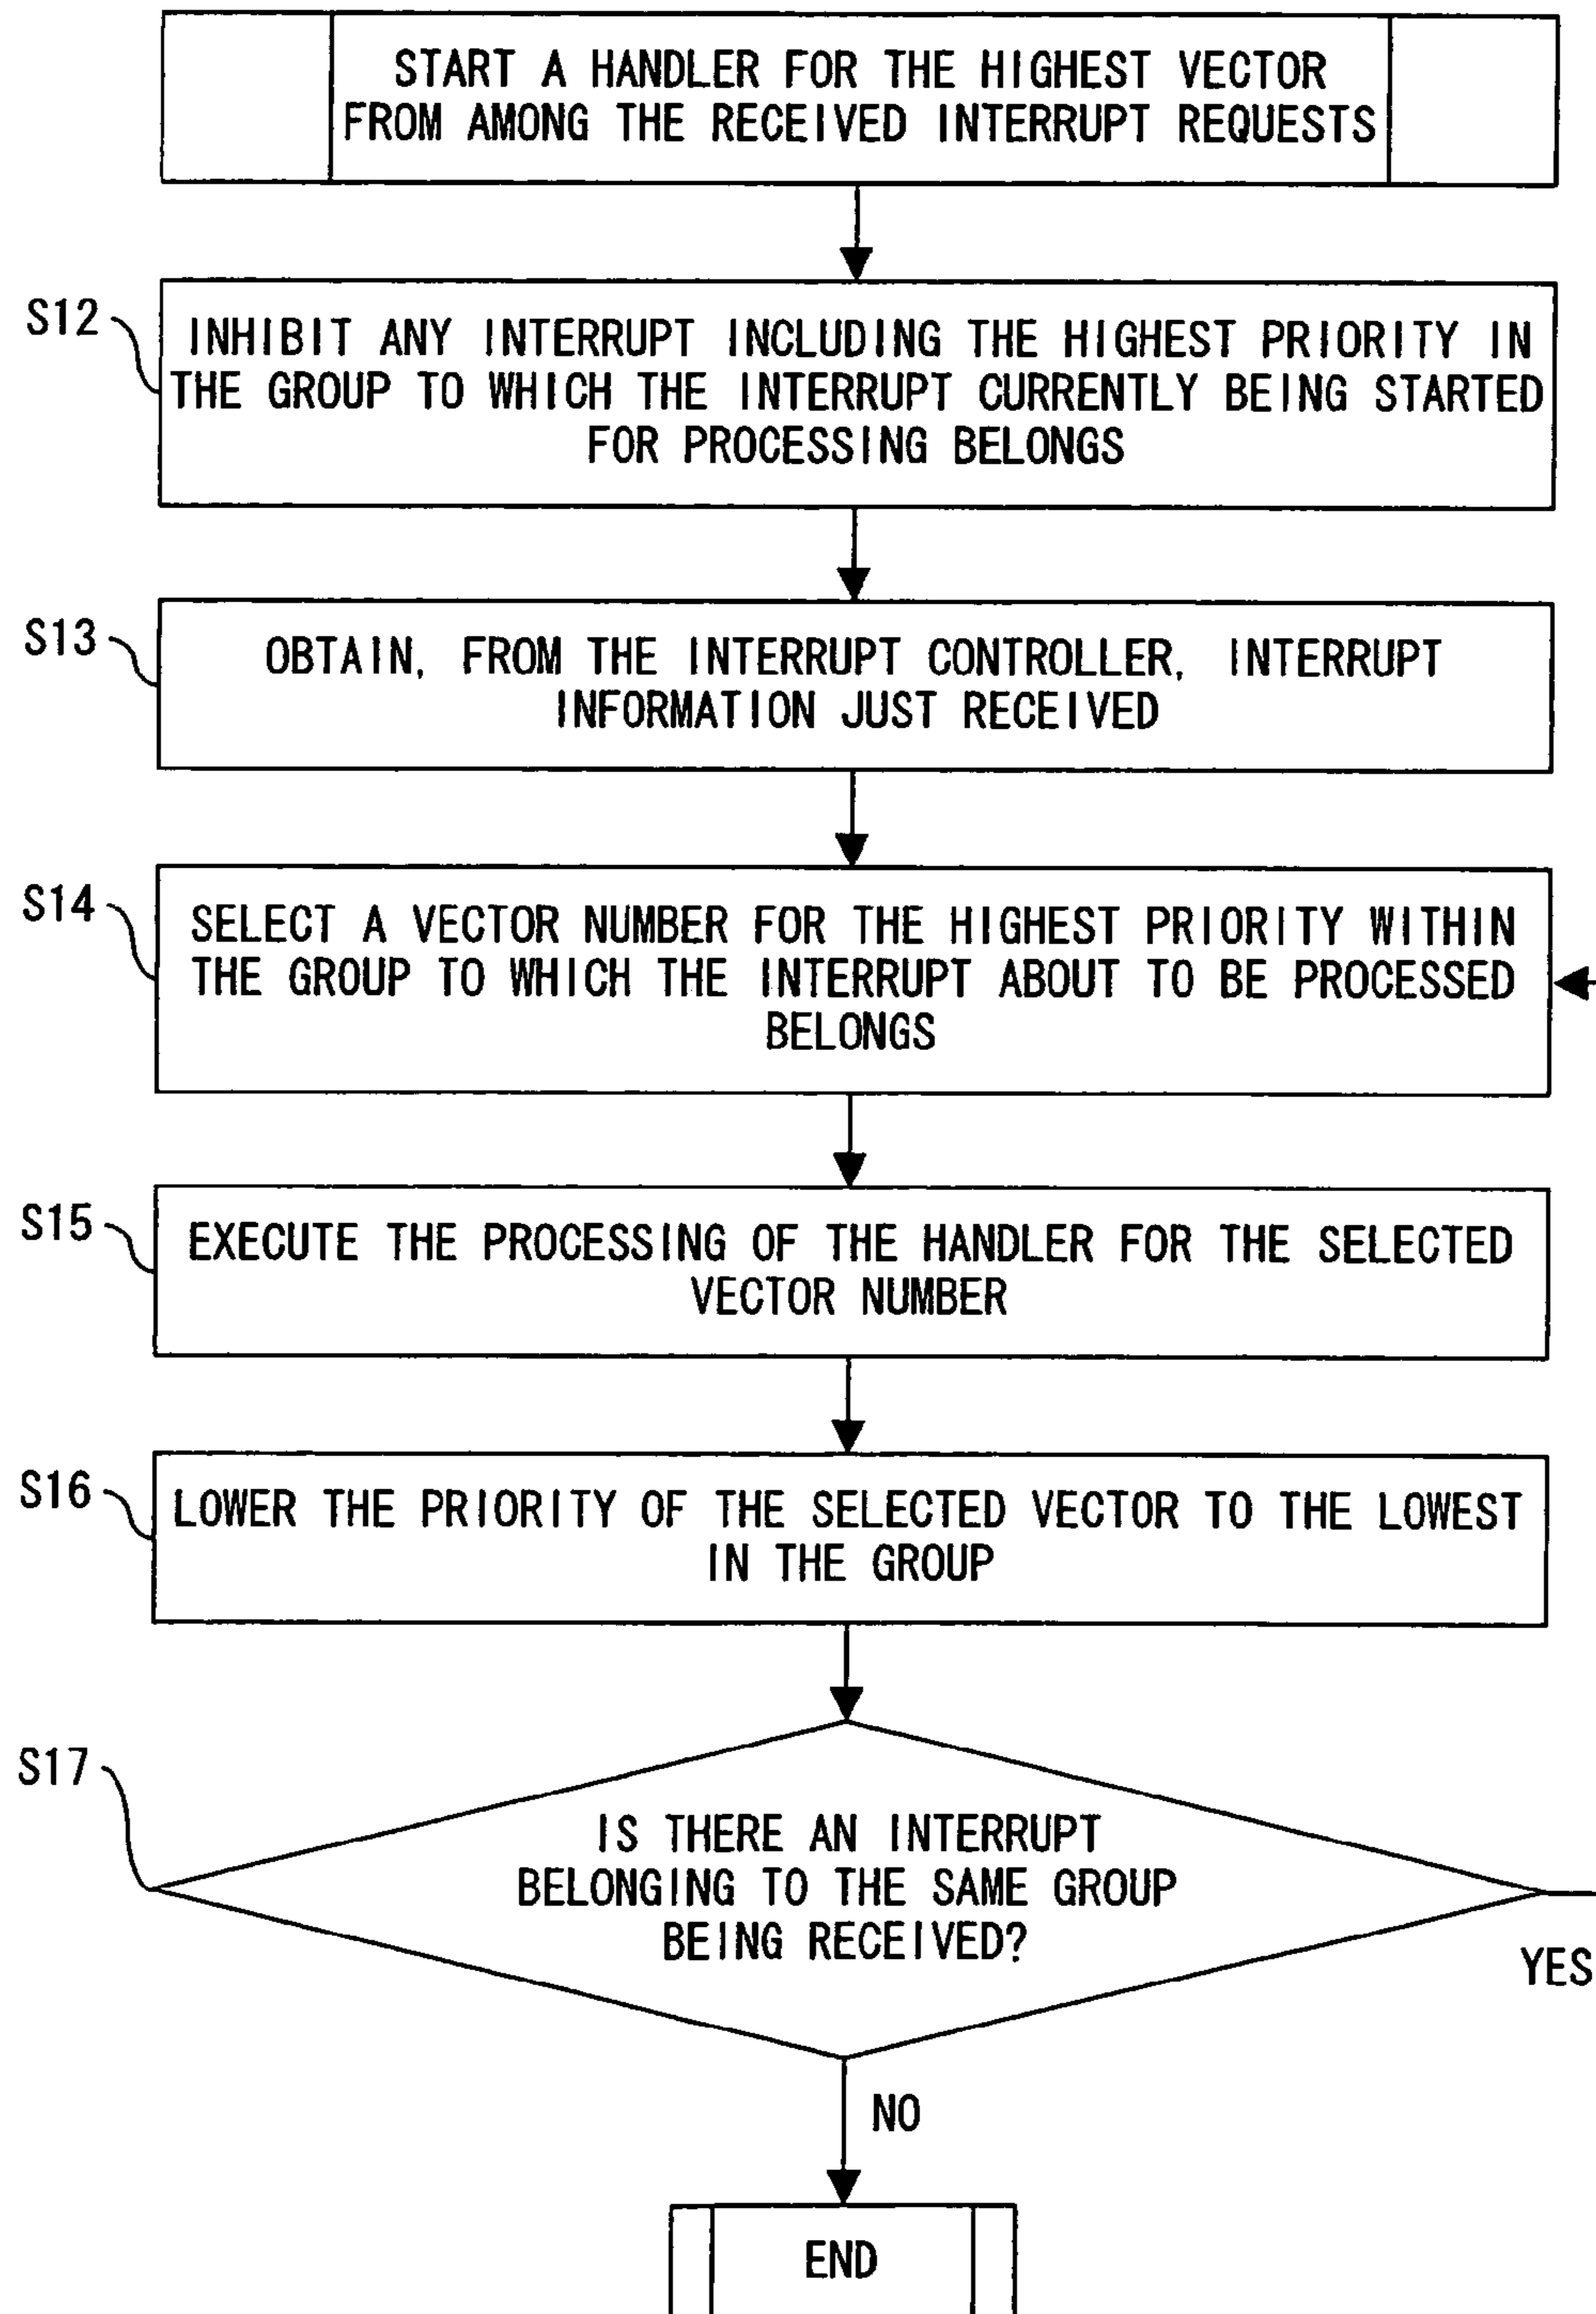 START A HANDLER FOR THE HIGHEST VECTOR
FROM AMONG THE RECEIVED INTERRUPT REQUESTS
S12
INHIBIT ANY INTERRUPT INCLUDING THE HIGHEST PRIORITY IN
THE GROUP TO WHICH THE INTERRUPT CURRENTLY BEING STARTED
FOR PROCESSING BELONGS
S13
OBTAIN, FROM THE INTERRUPT CONTROLLER, INTERRUPT
INFORMATION JUST RECEIVED
S14
SELECT A VECTOR NUMBER FOR THE HIGHEST PRIORITY WITHIN
THE GROUP TO WHICH THE INTERRUPT ABOUT TO BE PROCESSED
BELONGS
S15
EXECUTE THE PROCESSING OF THE HANDLER FOR THE SELECTED
VECTOR NUMBER
S16
LOWER THE PRIORITY OF THE SELECTED VECTOR TO THE LOWEST
IN THE GROUP
S17
IS THERE AN INTERRUPT
BELONGING TO THE SAME GROUP
BEING RECEIVED?
YES
NO
END